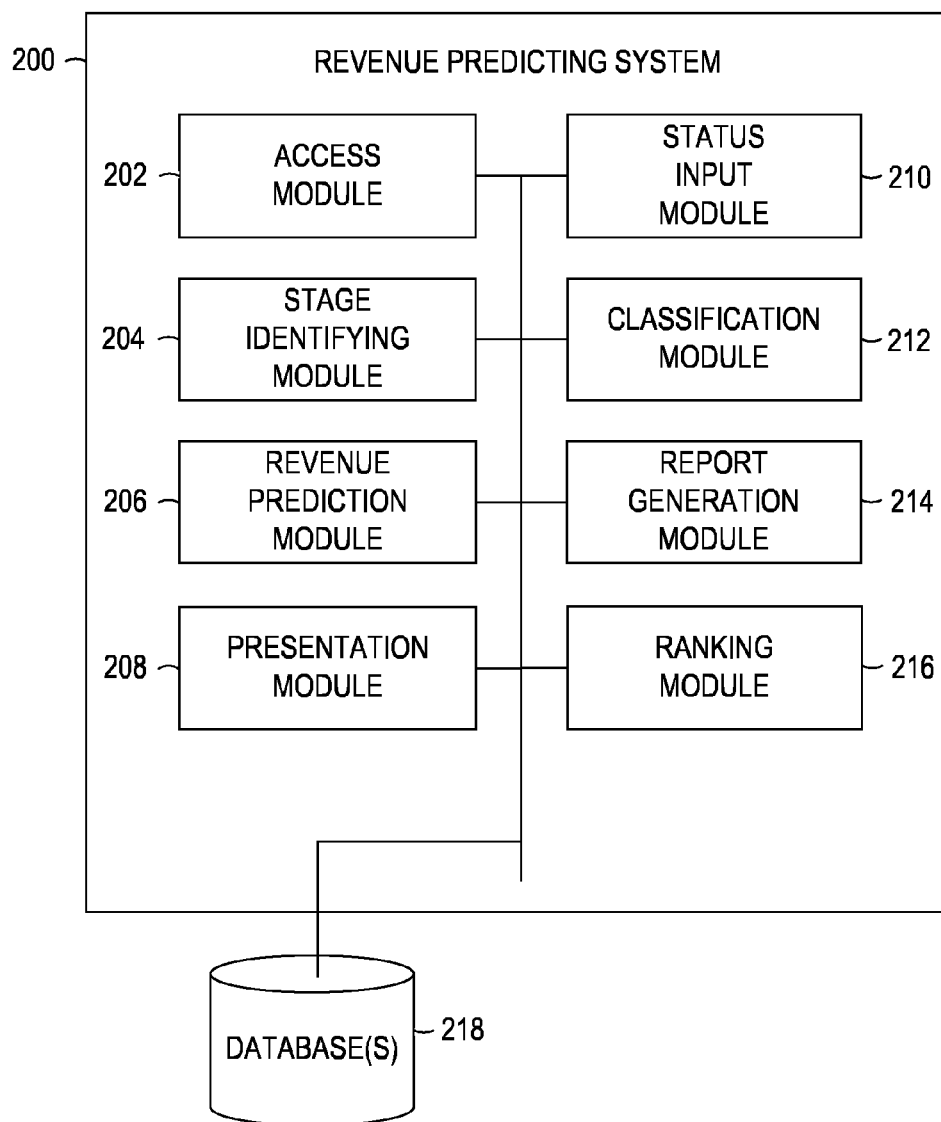 200
REVENUE PREDICTING SYSTEM
202
ACCESS
MODULE
STATUS
INPUT
MODULE
210
204
STAGE
IDENTIFYING
MODULE
CLASSIFICATION
MODULE
212
206
REVENUE
PREDICTION
MODULE
REPORT
GENERATION
MODULE
214
208
PRESENTATION
MODULE
RANKING
MODULE
216
DATABASE(S)
218